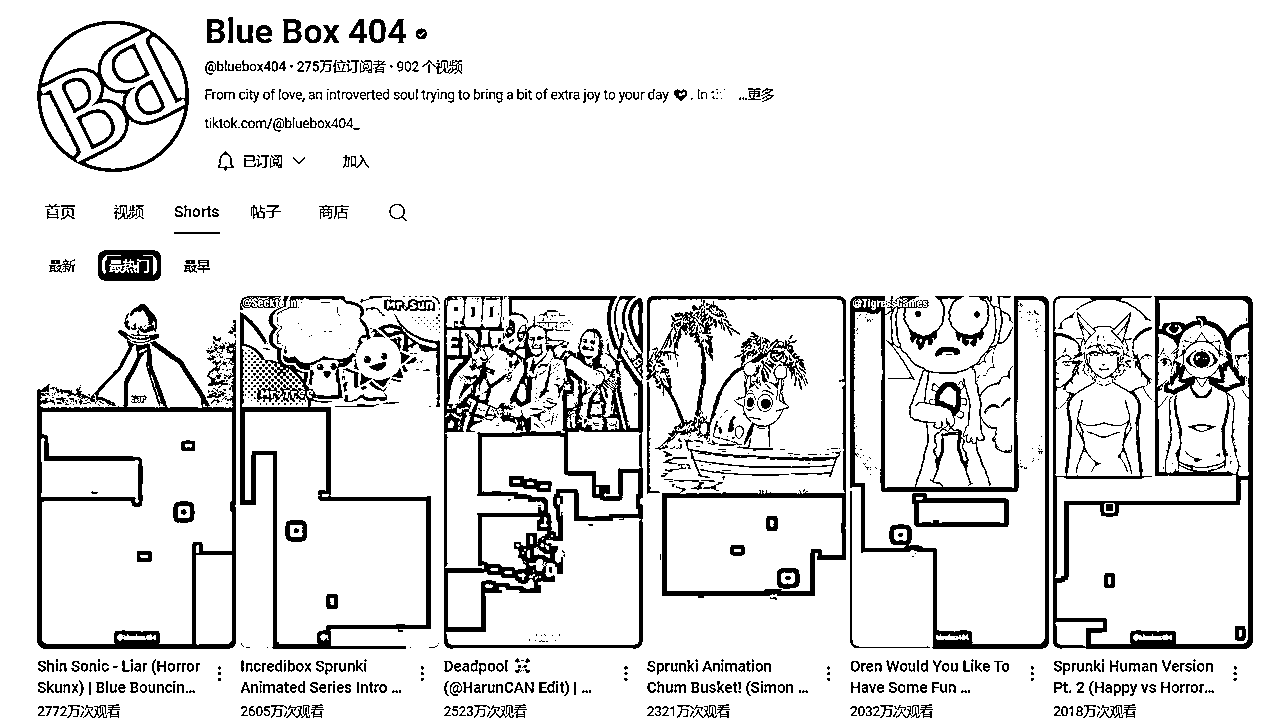 Blue Box 404
@bluebox404 · 275万位订阅者 · 902 个视频
From city of love, an introverted soul trying to bring a bit of extra joy to your day ❤ . In ...更多
tiktok.com/@bluebox404_
已订阅 加入
首页 视频 Shorts 帖子 商店
最新 最热门 最早
Mr.Sun
Shin Sonic - Liar (Horror
Skunx) | Blue Bouncin...
2772万次观看
Incredibox Sprunki
Animated Series Intro ...
2605万次观看
Deadpool
(@HarunCAN Edit) | ...
2523万次观看
Sprunki Animation
Chum Busket! (Simon ...
2321万次观看
Oren Would You Like To
Have Some Fun ...
2032万次观看
Sprunki Human Version
Pt. 2 (Happy vs Horror...
2018万次观看